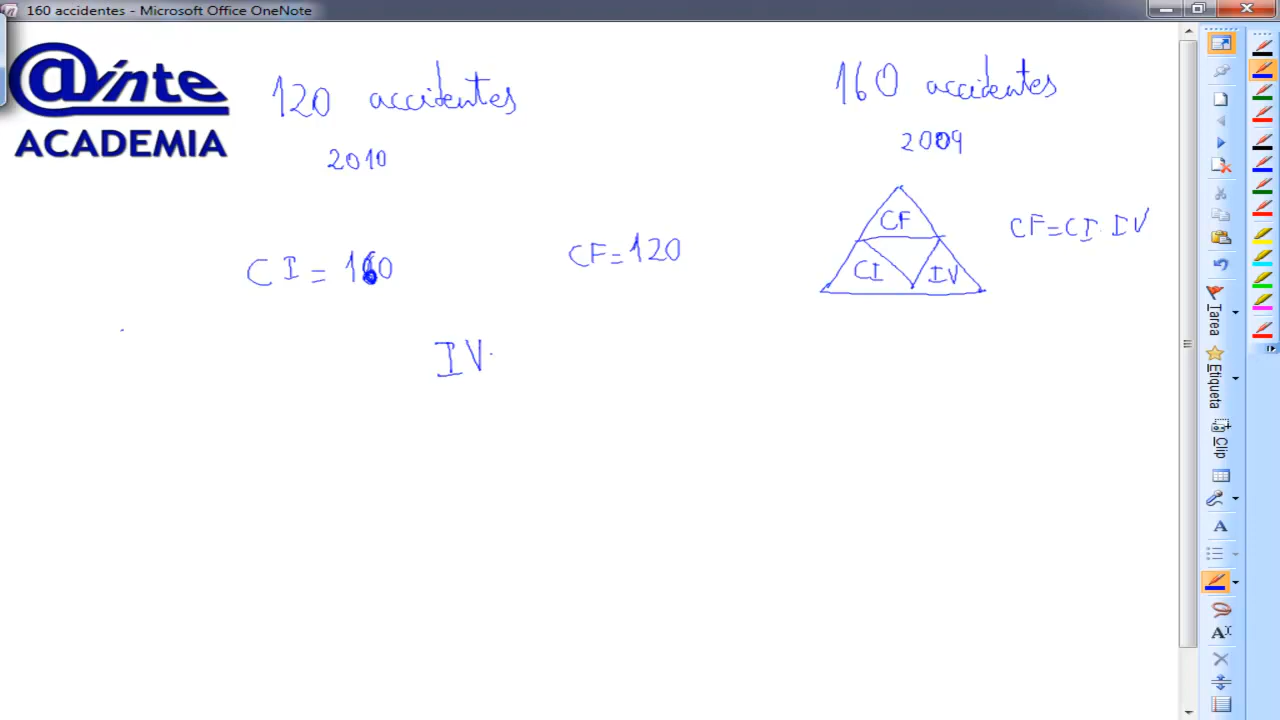 160 accidentes - Microsoft Office OneNote
@inte
ACADEMIA
120 accidentes
2010
160 accidentes
2009
CF
CI IV
CF=CI·IV
CI=160
CF=120
IV
Tarea
Etiqueta
Clip
A
A